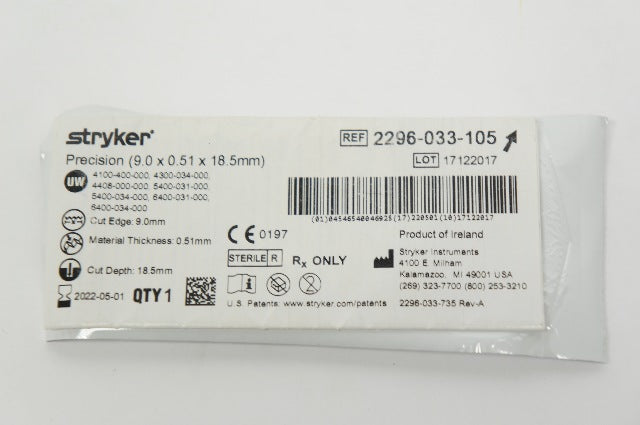 stryker®
REF 2296-033-105
Precision (9.0 x 0.51 x 18.5mm)
LOT 17122017
UW
4100-400-000, 4300-034-000,
4408-000-000, 5400-031-000,
5400-034-000, 6400-031-000,
6400-034-000
(01)04546540046925(17)220501(10)17122017
Cut Edge: 9.0mm
Material Thickness: 0.51mm
Cut Depth: 18.5mm
2022-05-01 QTY 1
CE 0197
STERILE R
Rx ONLY
U.S. Patents: www.stryker.com/patents
Product of Ireland
Stryker Instruments
4100 E. Milham
Kalamazoo, MI 49001 USA
(269) 323-7700 (800) 253-3210
2296-033-735 Rev-A